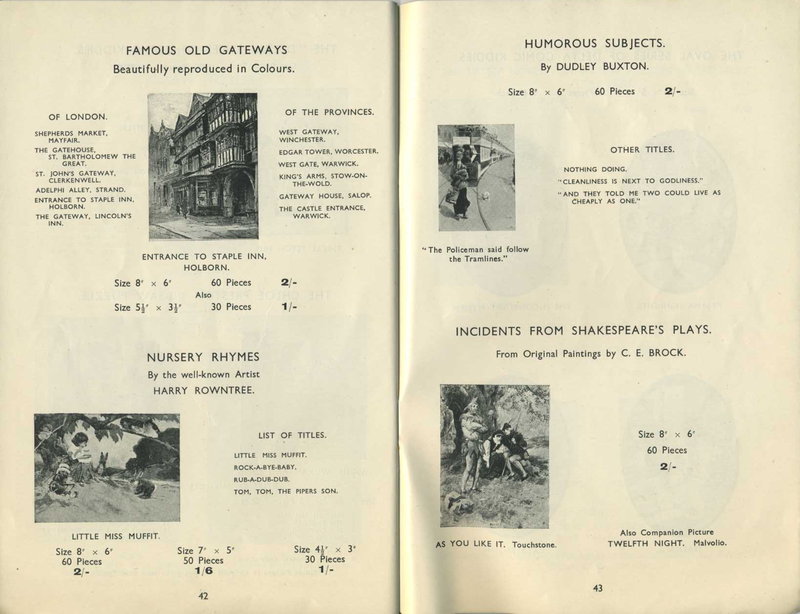 FAMOUS OLD GATEWAYS
Beautifully reproduced in Colours.
OF LONDON.
SHEPHERDS MARKET,
MAYFAIR.
THE GATEHOUSE,
ST. BARTHOLOMEW THE
GREAT.
ST. JOHN'S GATEWAY,
CLERKENWELL.
ADELPHI ALLEY, STRAND.
ENTRANCE TO STAPLE INN,
HOLBORN.
THE GATEWAY, LINCOLN'S
INN.
OF THE PROVINCES.
WEST GATEWAY,
WINCHESTER.
EDGAR TOWER, WORCESTER.
WEST GATE, WARWICK.
KING'S ARMS, STOW-ON-
THE-WOLD.
GATEWAY HOUSE, SALOP.
THE CASTLE ENTRANCE,
WARWICK.
ENTRANCE TO STAPLE INN,
HOLBORN.
Size 8″ × 6″ 60 Pieces 2/-
Also
Size 5½″ × 3½″ 30 Pieces 1/-
NURSERY RHYMES
By the well-known Artist
HARRY ROWNTREE.
LIST OF TITLES.
LITTLE MISS MUFFIT.
ROCK-A-BYE-BABY.
RUB-A-DUB-DUB.
TOM, TOM, THE PIPERS SON.
LITTLE MISS MUFFIT.
Size 8″ × 6″
60 Pieces
2/-
Size 7″ × 5″
50 Pieces
1/6
Size 4½″ × 3″
30 Pieces
1/-
42
HUMOROUS SUBJECTS.
By DUDLEY BUXTON.
Size 8″ × 6″ 60 Pieces 2/-
OTHER TITLES.
NOTHING DOING.
"CLEANLINESS IS NEXT TO GODLINESS."
"AND THEY TOLD ME TWO COULD LIVE AS
CHEAPLY AS ONE."
"The Policeman said follow
the Tramlines."
INCIDENTS FROM SHAKESPEARE'S PLAYS.
From Original Paintings by C. E. BROCK.
Size 8″ × 6″
60 Pieces
2/-
AS YOU LIKE IT. Touchstone.
Also Companion Picture
TWELFTH NIGHT. Malvolio.
43